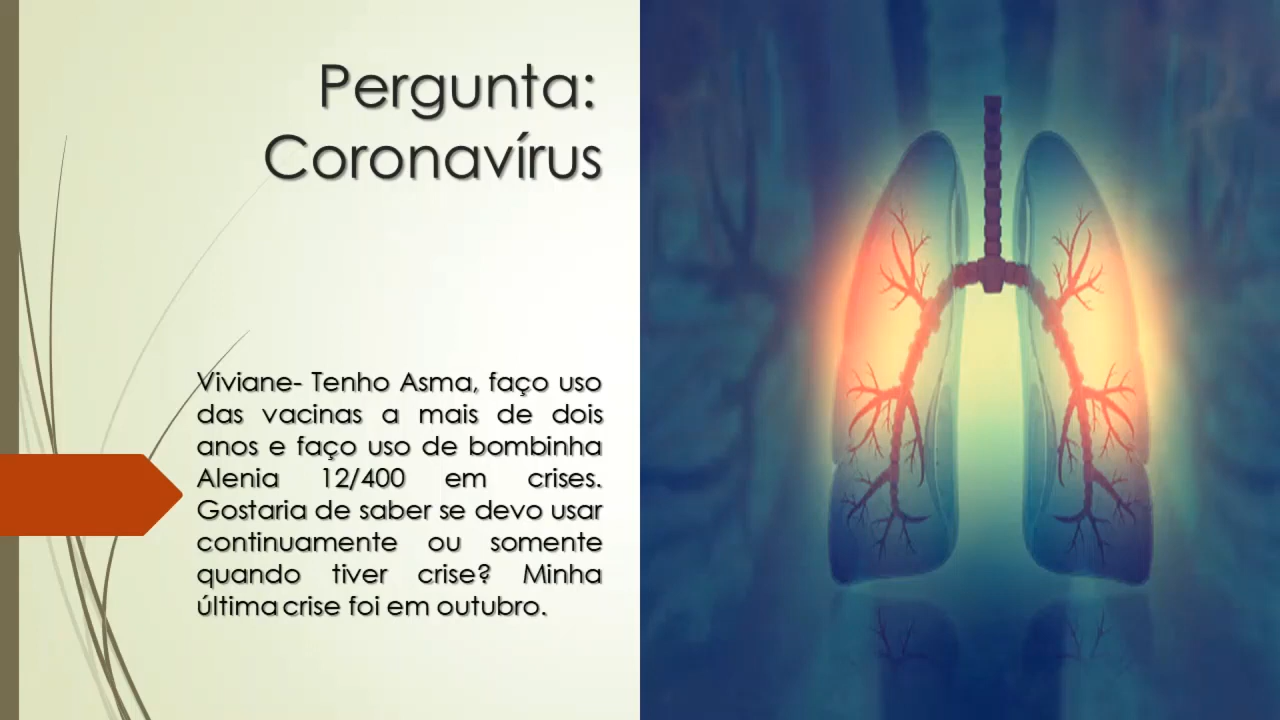 Pergunta:
Coronavírus
Viviane- Tenho Asma, faço uso
das vacinas a mais de dois
anos e faço uso de bombinha
Alenia 12/400 em crises.
Gostaria de saber se devo usar
continuamente ou somente
quando tiver crise? Minha
última crise foi em outubro.